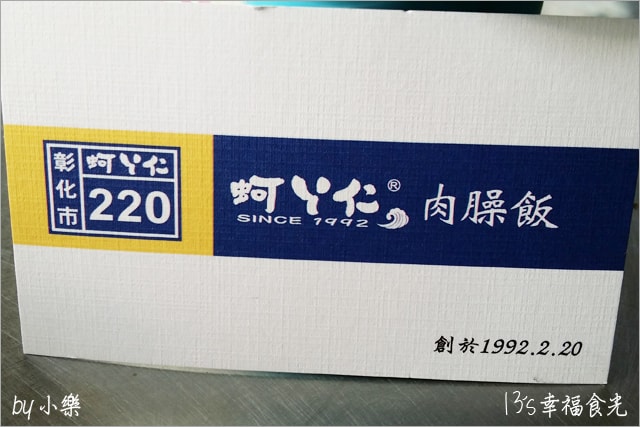 彰化市
蚵ㄚ仁
220
蚵ㄚ仁® 肉臊飯
SINCE 1992
創於1992.2.20
by 小樂
13's幸福食光